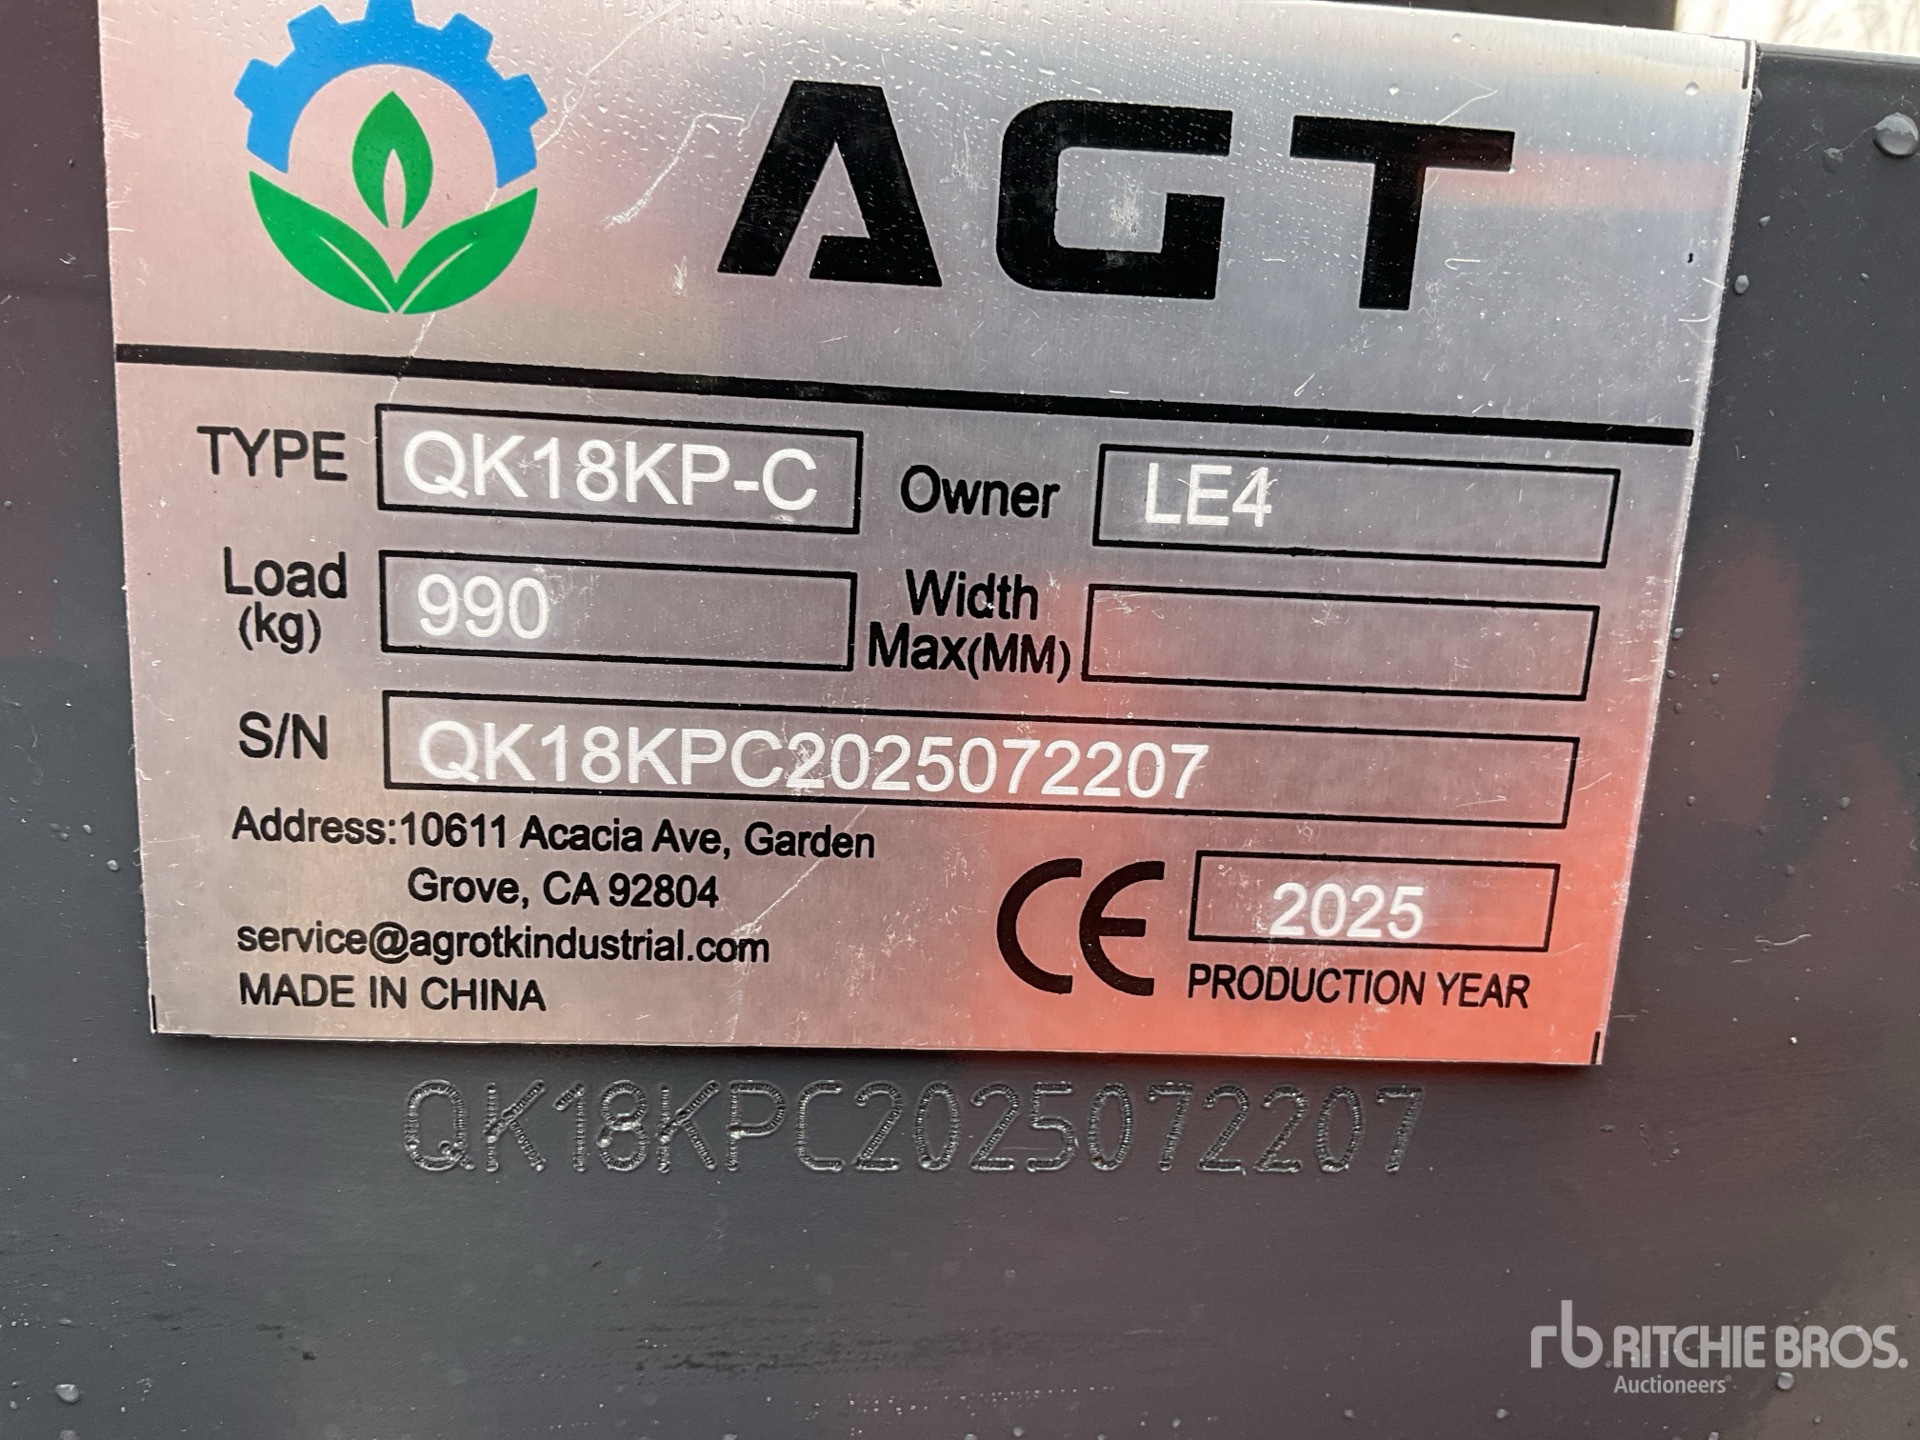 AGT
TYPE QK18KP-C Owner LE4
Load (kg) 990 Width Max(MM)
S/N QK18KPC2025072207
Address:10611 Acacia Ave, Garden
Grove, CA 92804
service@agrotkindustrial.com
MADE IN CHINA
CE 2025
PRODUCTION YEAR
QK18KPC2025072207
rb RITCHIE BROS.
Auctioneers